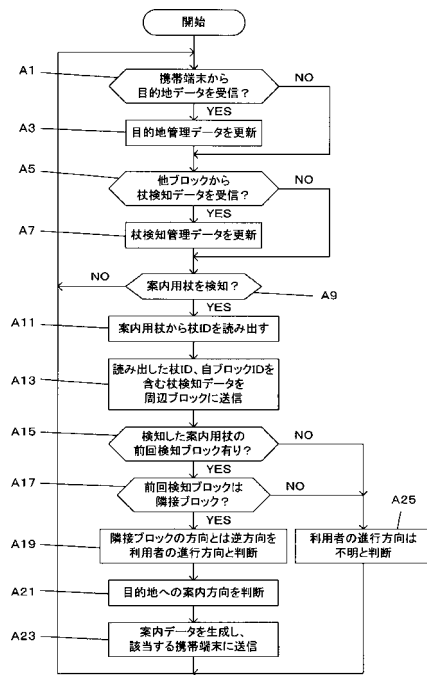 開始
A1
携帯端末から
目的地データを受信？
NO
YES
A3
目的地管理データを更新
A5
他ブロックから
杖検知データを受信？
NO
YES
A7
杖検知管理データを更新
NO
案内用杖を検知？
A9
YES
A11
案内用杖から杖IDを読み出す
A13
読み出した杖ID、自ブロックIDを
含む杖検知データを
周辺ブロックに送信
A15
検知した案内用杖の
前回検知ブロック有り？
NO
YES
A17
前回検知ブロックは
隣接ブロック？
NO
YES
A25
A19
隣接ブロックの方向とは逆方向を
利用者の進行方向と判断
利用者の進行方向は
不明と判断
A21
目的地への案内方向を判断
A23
案内データを生成し、
該当する携帯端末に送信